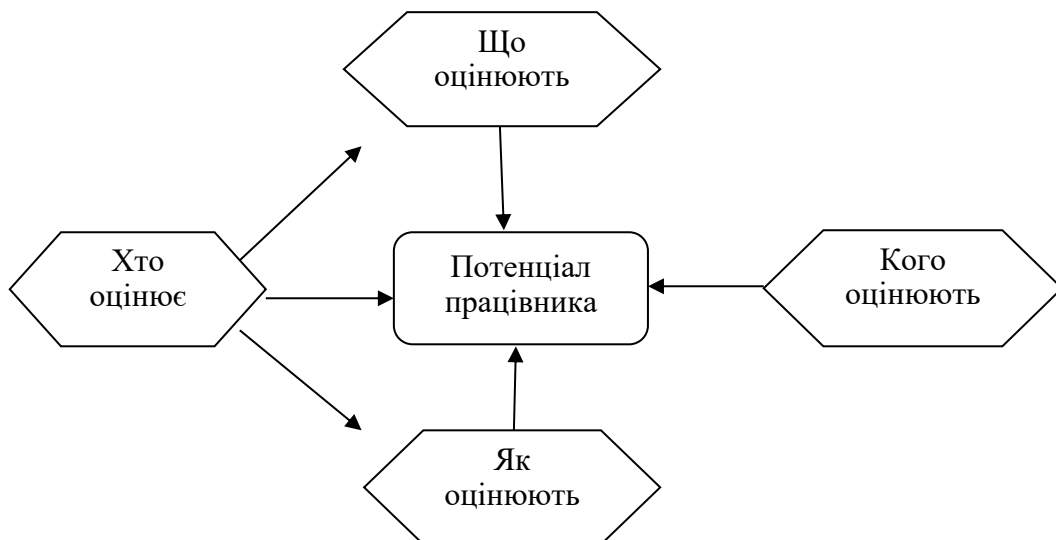 Що
оцінюють
Хто
оцінює
Потенціал
працівника
Кого
оцінюють
Як
оцінюють